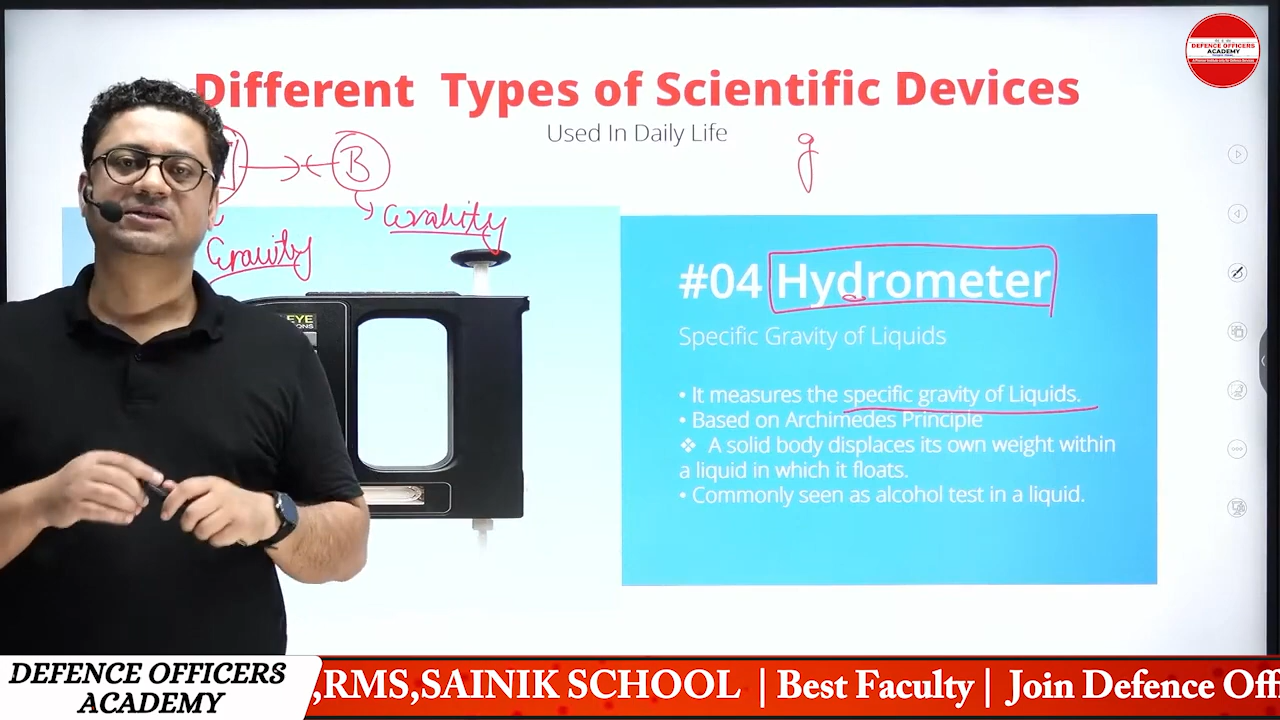 DEFENCE OFFICERS
ACADEMY
Different Types of Scientific Devices
Used In Daily Life
g
B
Gravity
Gravity
EYE
#04 Hydrometer
Specific Gravity of Liquids
• It measures the specific gravity of Liquids.
• Based on Archimedes Principle
❖ A solid body displaces its own weight within
a liquid in which it floats.
• Commonly seen as alcohol test in a liquid.
DEFENCE OFFICERS
ACADEMY
,RMS,SAINIK SCHOOL | Best Faculty | Join Defence Off